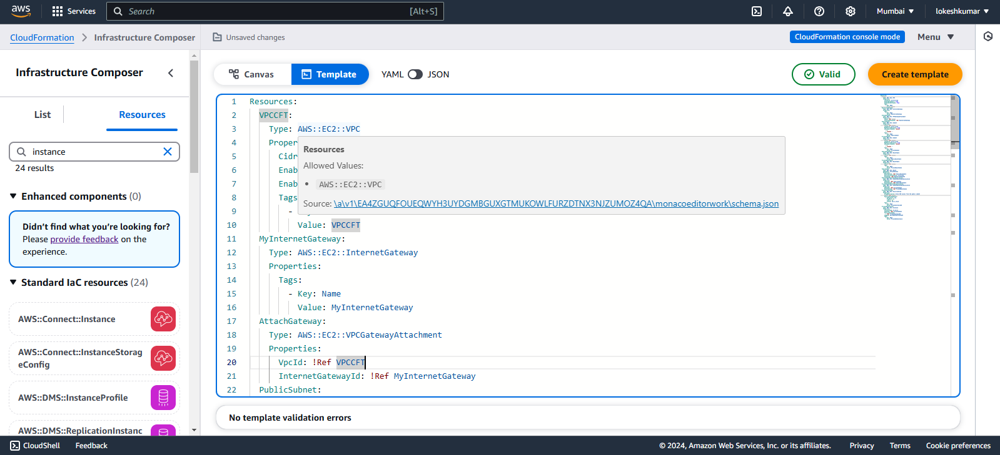 aws
Services
Search
[Alt+S]
Mumbai
lokeshkumar
CloudFormation
Infrastructure Composer
Unsaved changes
CloudFormation console mode
Menu
Infrastructure Composer
List
Resources
instance
24 results
Enhanced components (0)
Didn't find what you're looking for?
Please provide feedback on the
experience.
Standard IaC resources (24)
AWS::Connect::Instance
AWS::Connect::InstanceStorag
eConfig
AWS::DMS::InstanceProfile
AWS::DMS::ReplicationInstanc
Canvas
Template
YAML
JSON
Valid
Create template
1 Resources:
2 VPCCFT:
3 Type: AWS::EC2::VPC
4 Proper
5 Cidr
6 Enab
7 Enab
8 Tags
9 -
10 Value: VPCCFT
11 MyInternetGateway:
12 Type: AWS::EC2::InternetGateway
13 Properties:
14 Tags:
15 - Key: Name
16 Value: MyInternetGateway
17 AttachGateway:
18 Type: AWS::EC2::VPCGatewayAttachment
19 Properties:
20 VpcId: !Ref VPCCFT
21 InternetGatewayId: !Ref MyInternetGateway
22 PublicSubnet:
Resources
Allowed Values:
• AWS::EC2::VPC
Source: \a\v1\EA4ZGUQFOUEQWYH3UYDGMBGUXGTMUKOWLFURZDTNX3NJZUMOZ4QA\monacoeditorwork\schema.json
No template validation errors
CloudShell
Feedback
© 2024, Amazon Web Services, Inc. or its affiliates.
Privacy
Terms
Cookie preferences